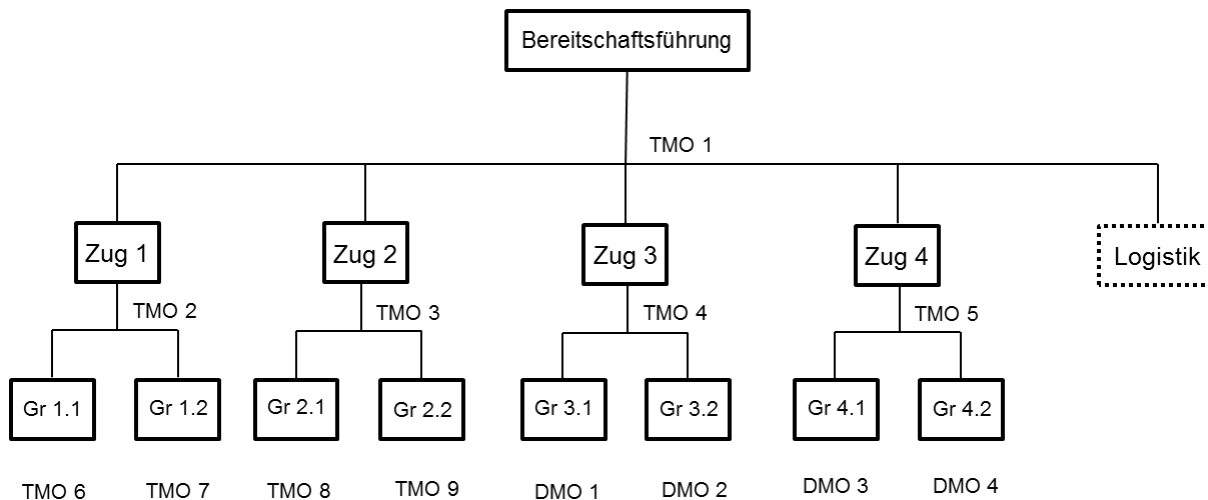 Bereitschaftsführung
TMO 1
Zug 1
Zug 2
Zug 3
Zug 4
Logistik
TMO 2
TMO 3
TMO 4
TMO 5
Gr 1.1
Gr 1.2
Gr 2.1
Gr 2.2
Gr 3.1
Gr 3.2
Gr 4.1
Gr 4.2
TMO 6
TMO 7
TMO 8
TMO 9
DMO 1
DMO 2
DMO 3
DMO 4